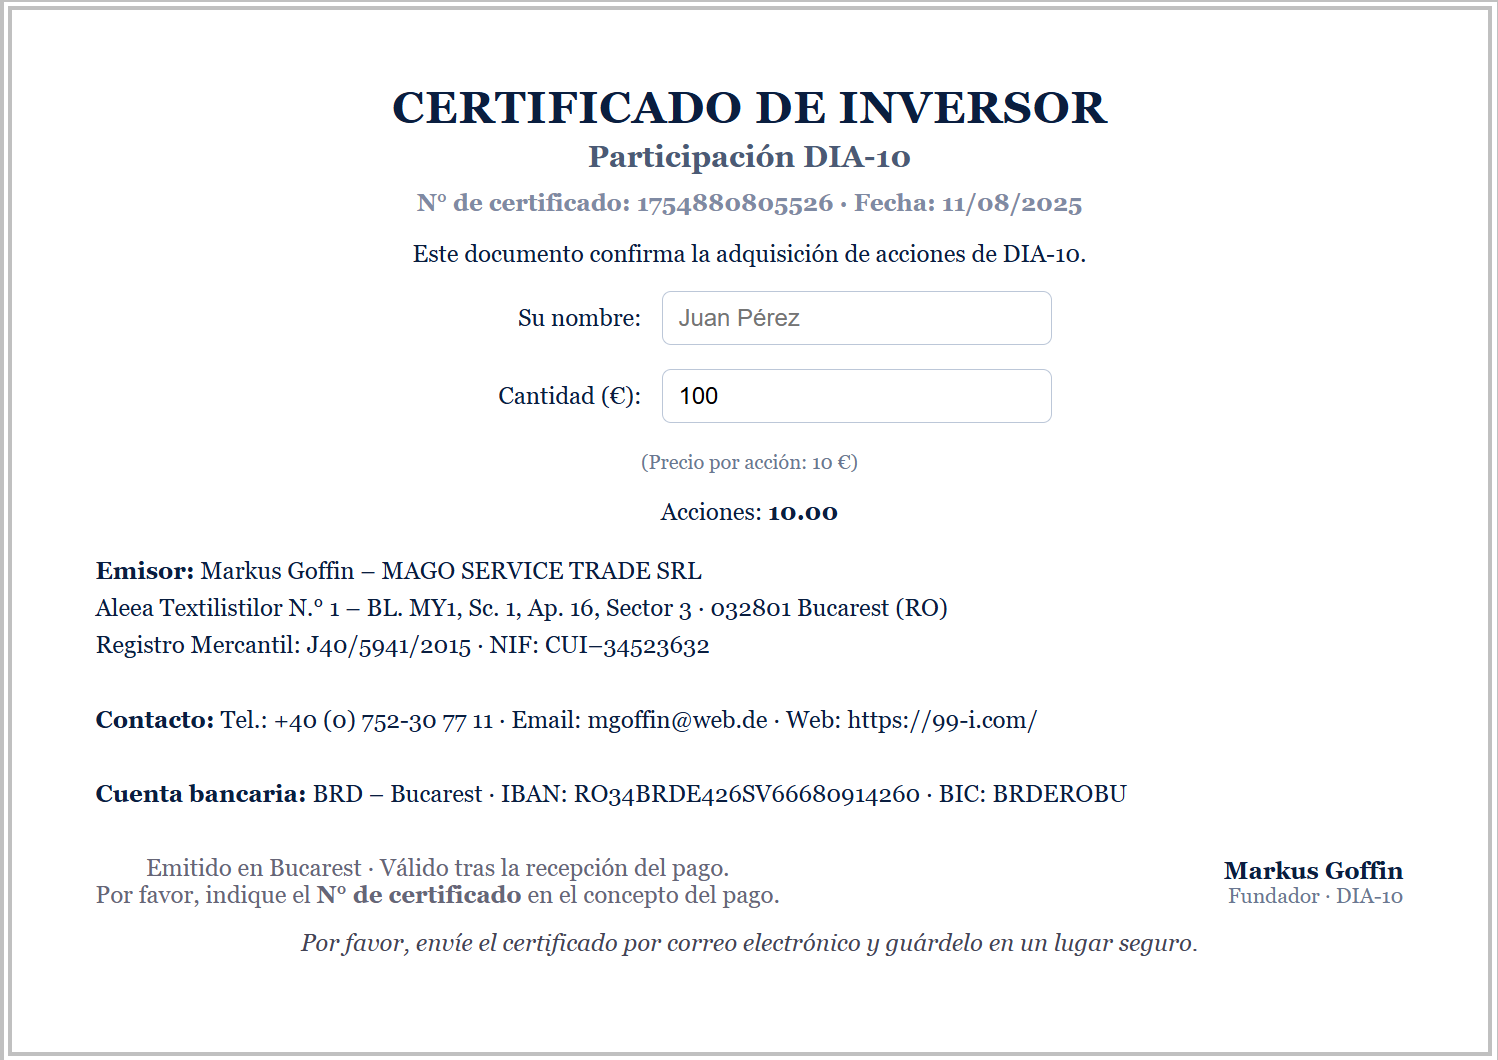 CERTIFICADO DE INVERSOR
Participación DIA-10
Nº de certificado: 1754880805526 · Fecha: 11/08/2025
Este documento confirma la adquisición de acciones de DIA-10.
Su nombre: Juan Pérez
Cantidad (€): 100
(Precio por acción: 10 €)
Acciones: 10.00
Emisor: Markus Goffin – MAGO SERVICE TRADE SRL
Aleea Textilistilor N.º 1 – BL. MY1, Sc. 1, Ap. 16, Sector 3 · 032801 Bucarest (RO)
Registro Mercantil: J40/5941/2015 · NIF: CUI–34523632
Contacto: Tel.: +40 (0) 752-30 77 11 · Email: mgoffin@web.de · Web: https://99-i.com/
Cuenta bancaria: BRD – Bucarest · IBAN: RO34BRDE426SV66680914260 · BIC: BRDEROBU
Emitido en Bucarest · Válido tras la recepción del pago.
Por favor, indique el Nº de certificado en el concepto del pago.
Markus Goffin
Fundador · DIA-10
Por favor, envíe el certificado por correo electrónico y guárdelo en un lugar seguro.